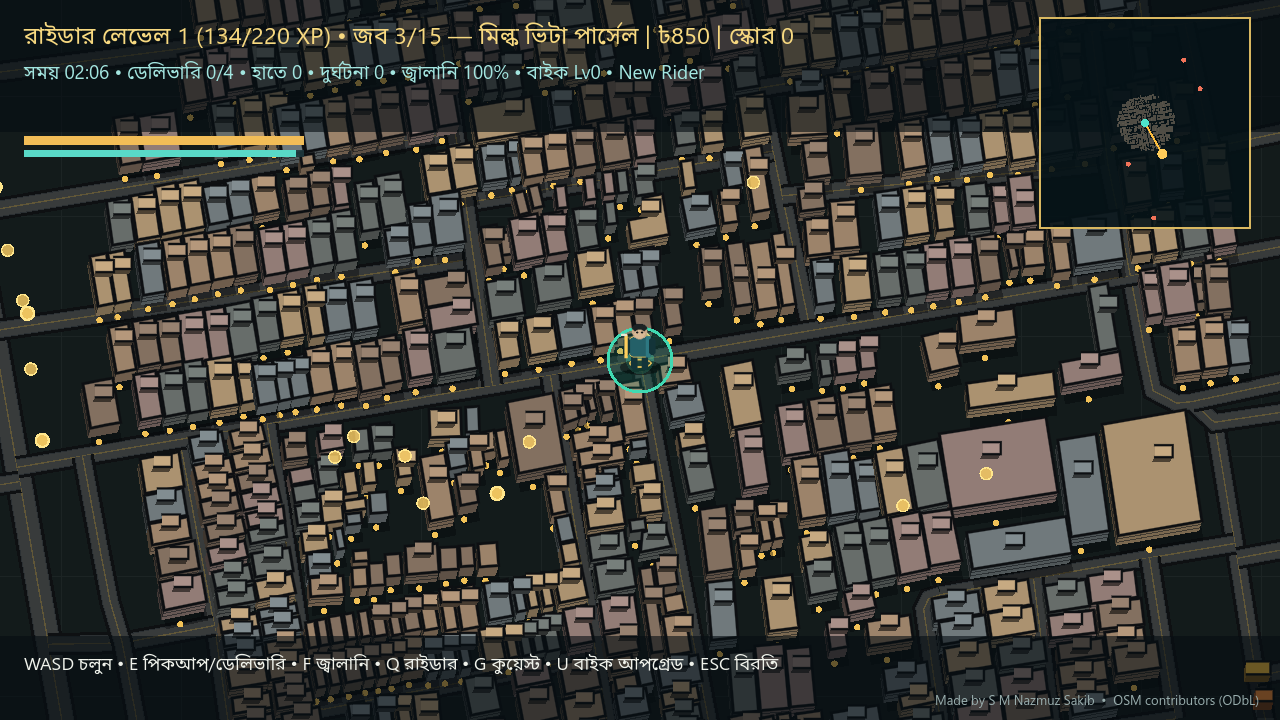 রাইডার লেভেল 1 (134/220 XP) • জব 3/15 — মিল্ক ভিটা পার্সেল | ৳850 | স্কোর 0
সময় 02:06 • ডেলিভারি 0/4 • হাতে 0 • দুর্ঘটনা 0 • জ্বালানি 100% • বাইক Lv0 • New Rider
WASD চলুন • E পিকআপ/ডেলিভারি • F জ্বালানি • Q রাইডার • G কুয়েস্ট • U বাইক আপগ্রেড • ESC বিরতি
Made by S M Nazmuz Sakib • OSM contributors (ODbL)